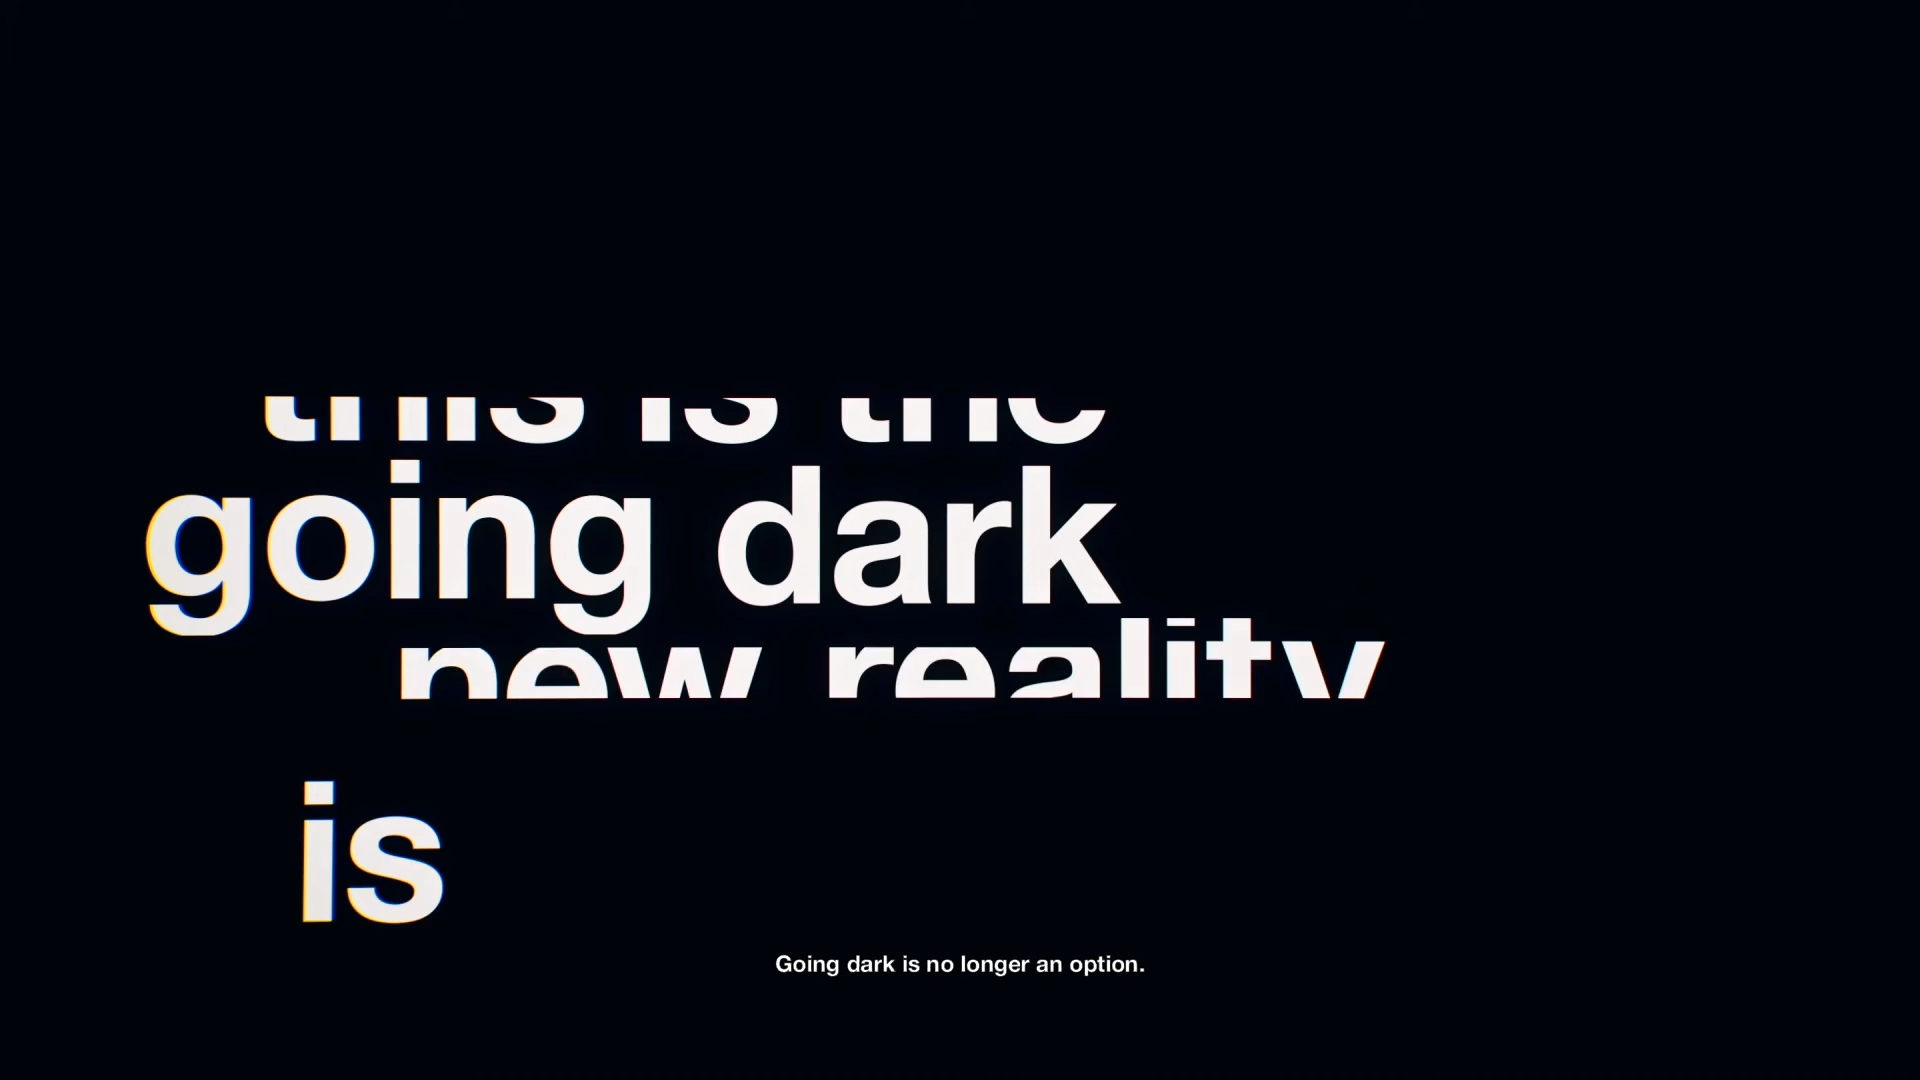 this is the
going dark
new reality
is
Going dark is no longer an option.